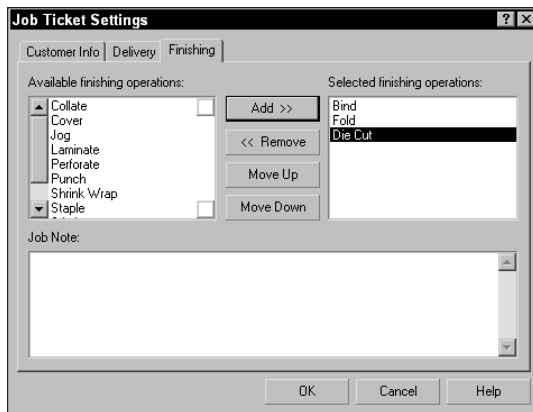 Job Ticket Settings
Customer Info Delivery Finishing
Available finishing operations:
Selected finishing operations:
Collate
Cover
Jog
Laminate
Perforate
Punch
Shrink Wrap
Staple
Add >>
<< Remove
Move Up
Move Down
Bind
Fold
Die Cut
Job Note:
OK Cancel Help